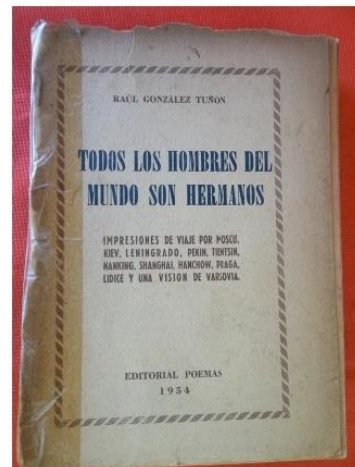 RAÚL GONZÁLEZ TUÑON
TODOS LOS HOMBRES DEL
MUNDO SON HERMANOS
IMPRESIONES DE VIAJE POR MOSCU,
KIEV, LENINGRADO, PEKIN, TIENTSIN,
NANKING, SHANGHAI, HANCHOW, PRAGA,
LIDICE Y UNA VISION DE VARSOVIA.
EDITORIAL POEMAS
1954